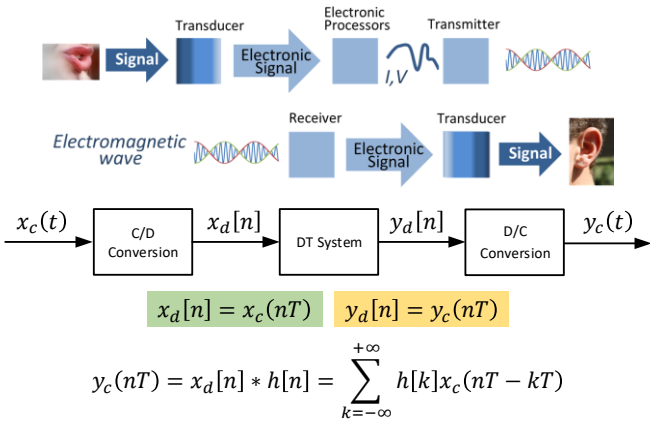 Transducer
Electronic
Processors
Transmitter
Signal
Electronic
Signal
I,V
Electromagnetic
wave
Receiver
Electronic
Signal
Transducer
Signal
x_c(t)
C/D
Conversion
x_d[n]
DT System
y_d[n]
D/C
Conversion
y_c(t)
x_d[n] = x_c(nT)
y_d[n] = y_c(nT)
y_c(nT) = x_d[n] * h[n] = \sum_{k=-∞}^{+∞} h[k]x_c(nT − kT)